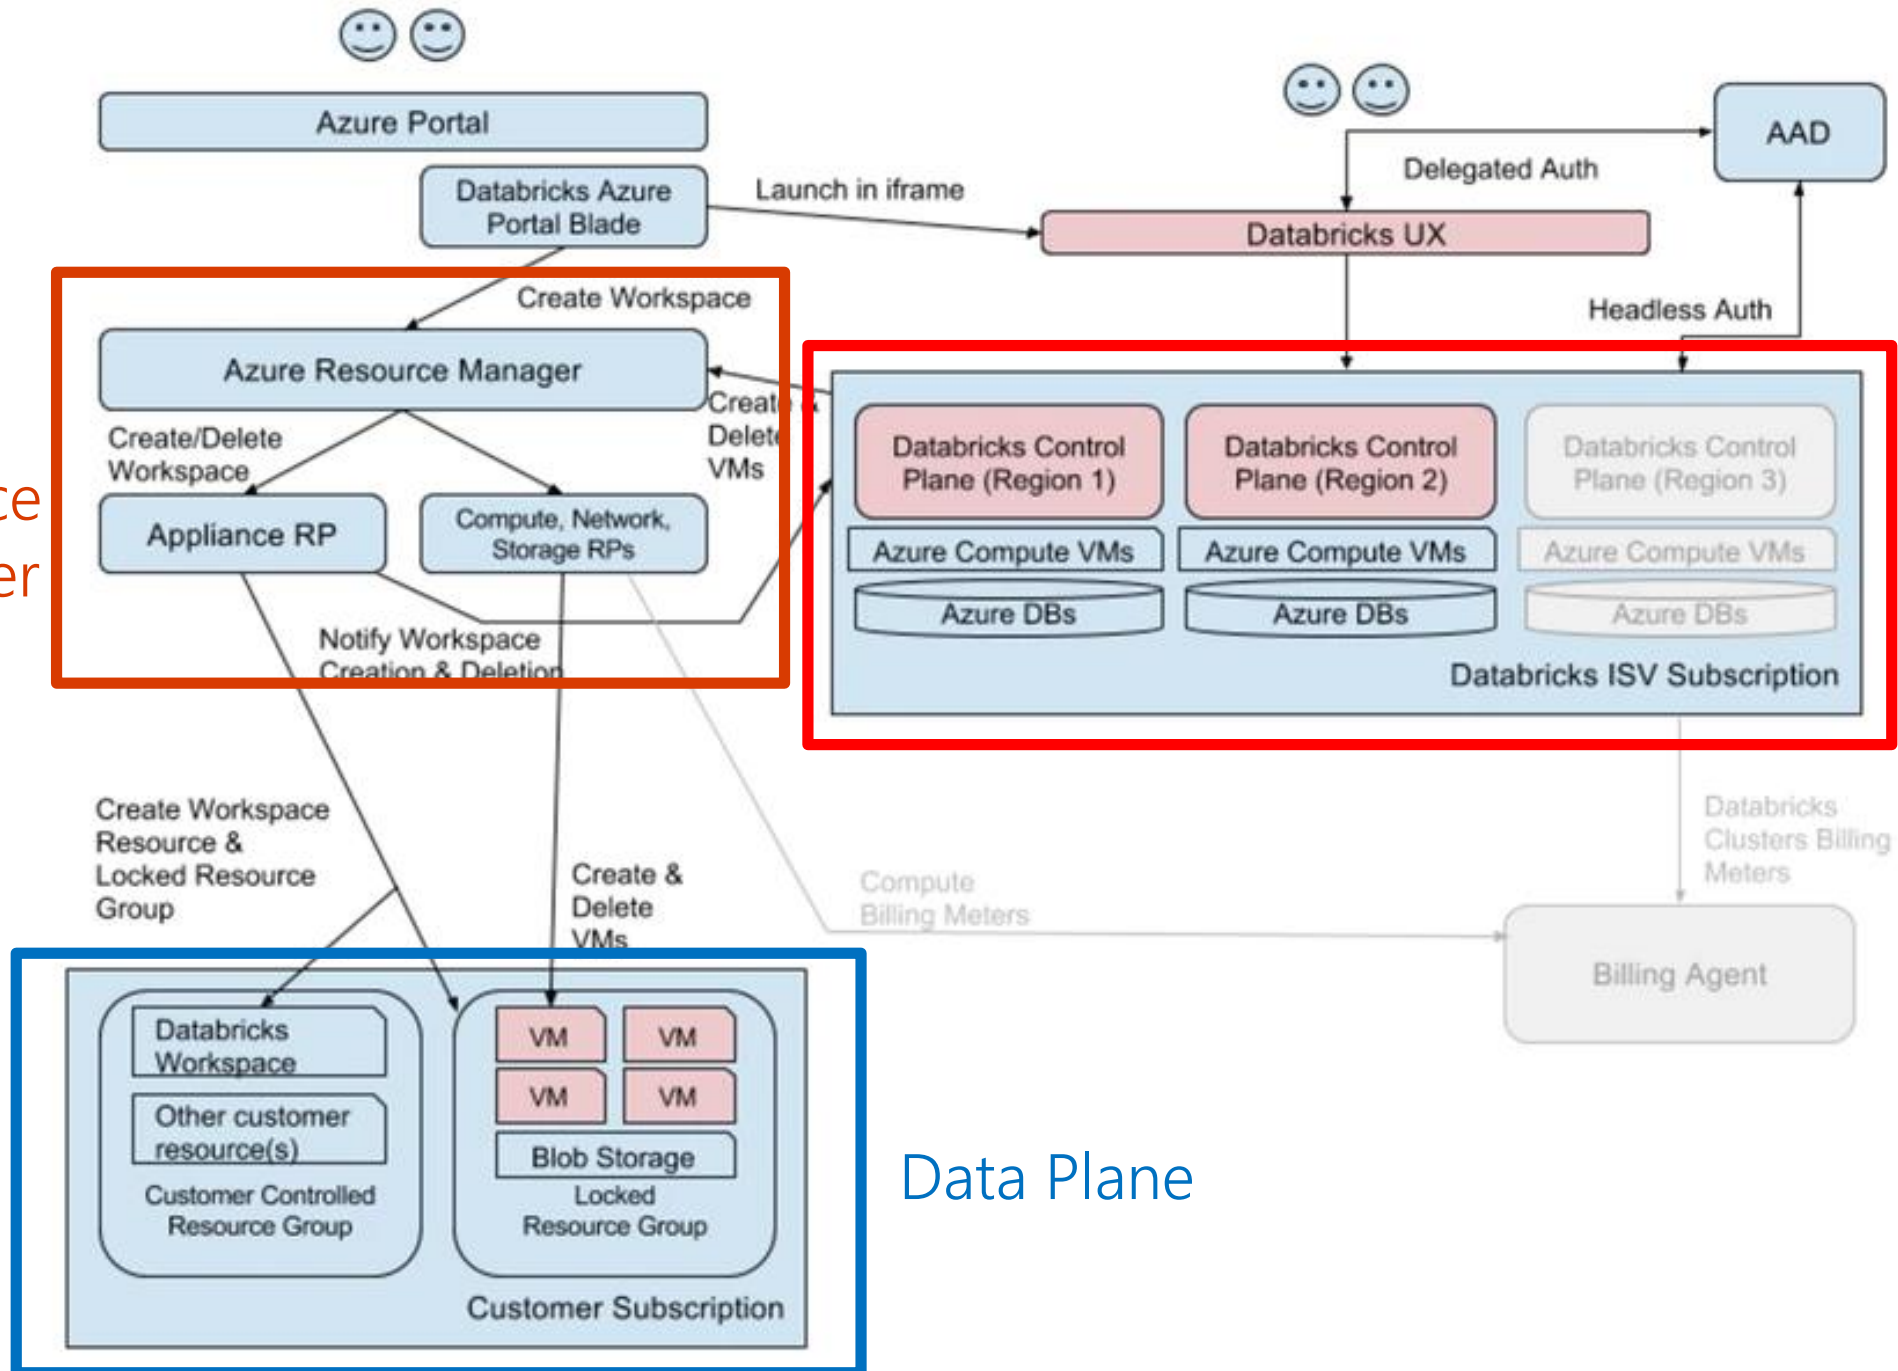 Azure Portal
Databricks Azure
Portal Blade
Launch in iframe
Delegated Auth
AAD
Databricks UX
Create Workspace
Headless Auth
Azure Resource Manager
Create &
Delete
VMs
Create/Delete
Workspace
Appliance RP
Compute, Network,
Storage RPs
Notify Workspace
Creation & Deletion
Databricks Control
Plane (Region 1)
Databricks Control
Plane (Region 2)
Databricks Control
Plane (Region 3)
Azure Compute VMs
Azure Compute VMs
Azure Compute VMs
Azure DBs
Azure DBs
Azure DBs
Databricks ISV Subscription
Create Workspace
Resource &
Locked Resource
Group
Create &
Delete
VMs
Compute
Billing Meters
Databricks
Clusters Billing
Meters
Billing Agent
Databricks
Workspace
Other customer
resource(s)
Customer Controlled
Resource Group
VM
VM
VM
VM
Blob Storage
Locked
Resource Group
Customer Subscription
Data Plane